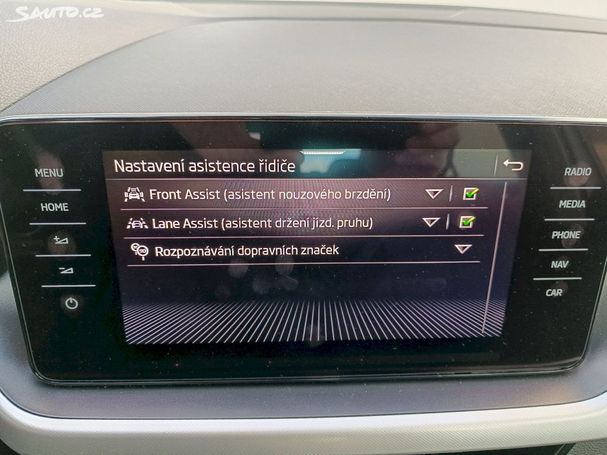 Sauto.cz
Nastavení asistence řidiče
MENU
HOME
Front Assist (asistent nouzového brzdění)
Lane Assist (asistent držení jízd. pruhu)
Rozpoznávání dopravních značek
RADIO
MEDIA
PHONE
NAV
CAR